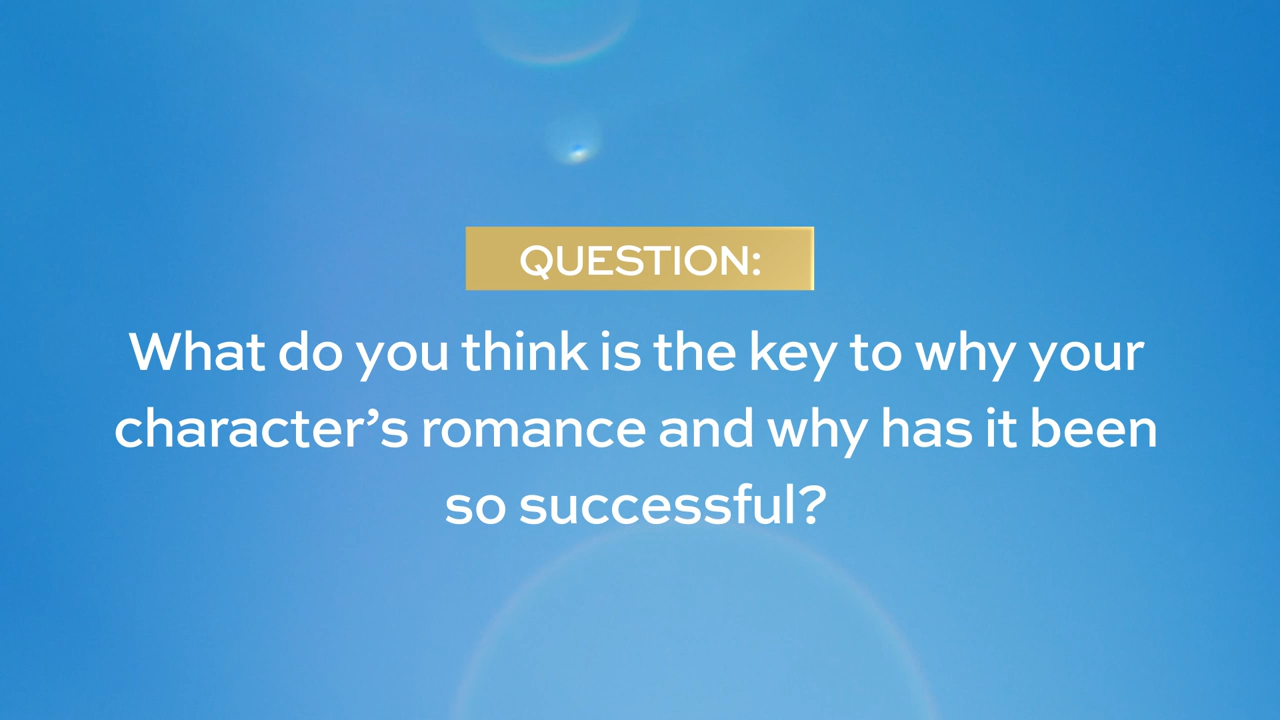 QUESTION:
What do you think is the key to why your
character’s romance and why has it been
so successful?